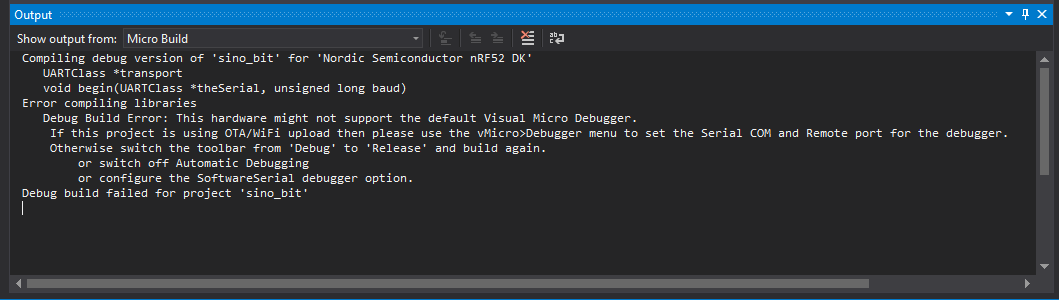 Output
Show output from: Micro Build
Compiling debug version of 'sino_bit' for 'Nordic Semiconductor nRF52 DK'
UARTClass *transport
void begin(UARTClass *theSerial, unsigned long baud)
Error compiling libraries
Debug Build Error: This hardware might not support the default Visual Micro Debugger.
If this project is using OTA/WiFi upload then please use the vMicro>Debugger menu to set the Serial COM and Remote port for the debugger.
Otherwise switch the toolbar from 'Debug' to 'Release' and build again.
or switch off Automatic Debugging
or configure the SoftwareSerial debugger option.
Debug build failed for project 'sino_bit'